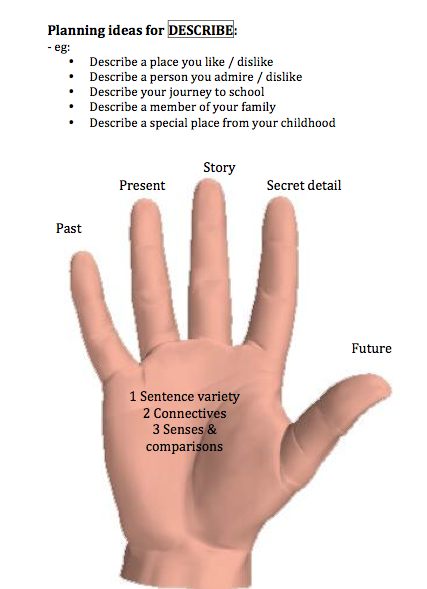 Planning ideas for DESCRIBE:
- eg:
• Describe a place you like / dislike
• Describe a person you admire / dislike
• Describe your journey to school
• Describe a member of your family
• Describe a special place from your childhood
Story
Present
Secret detail
Past
Future
1 Sentence variety
2 Connectives
3 Senses &
comparisons